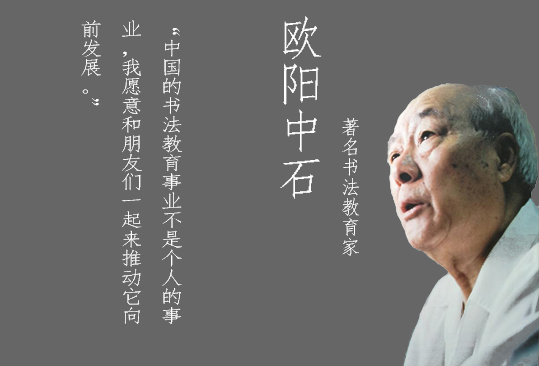 著名书法教育家
欧阳中石
“中国的书法教育事业不是个人的事
业，我愿意和朋友们一起来推动它向
前发展。”